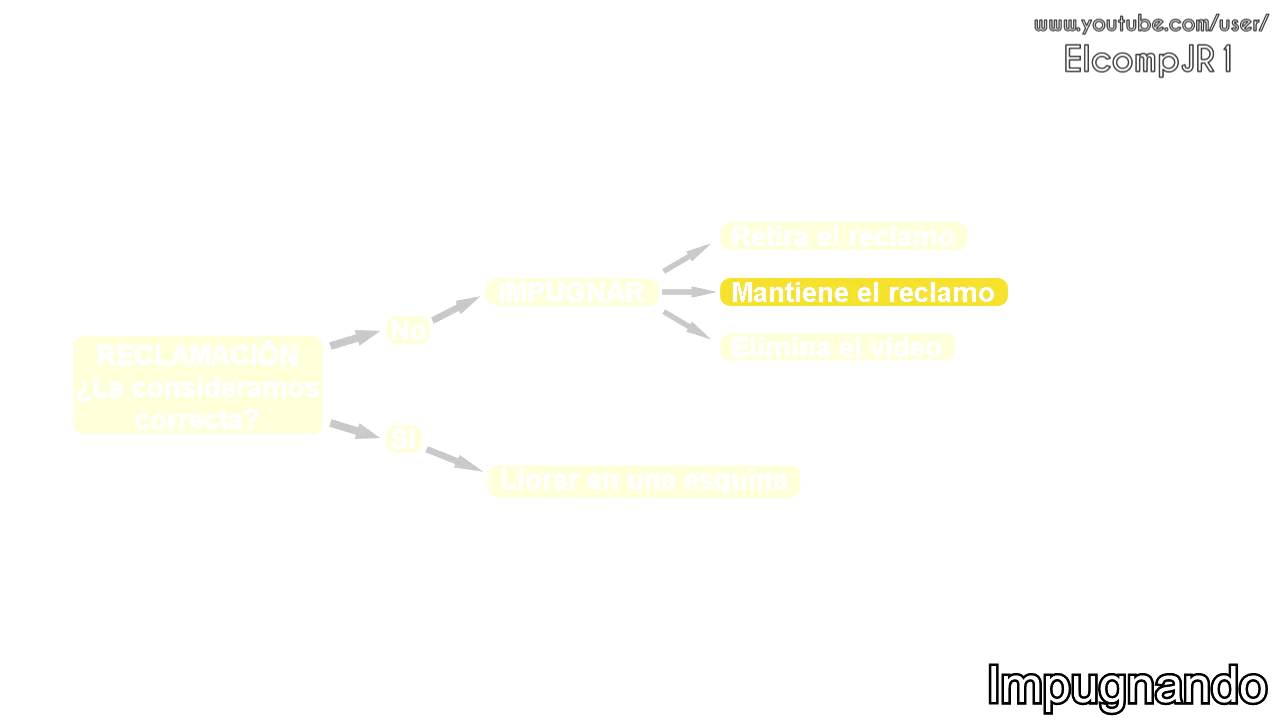 www.youtube.com/user/
ElcompJR1
Retira el reclamo
IMPUGNAR
Mantiene el reclamo
No
Elimina el video
RECLAMACIÓN
¿La consideramos
correcta?
SI
Llorar en una esquina
Impugnando